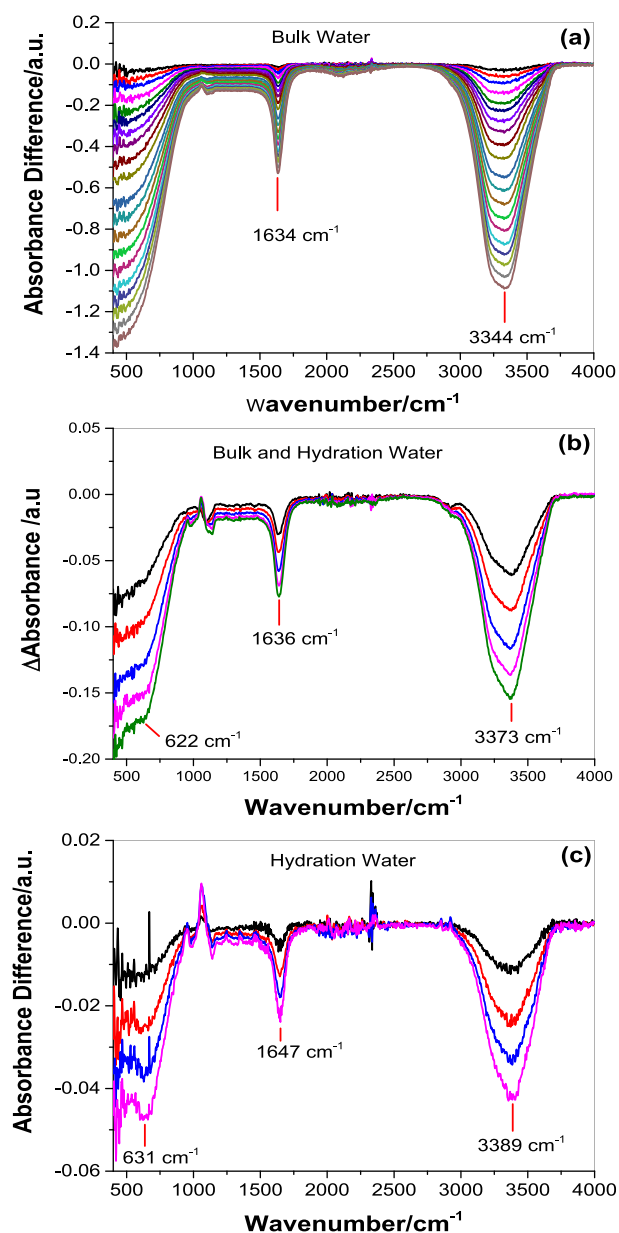 Bulk Water
(a)
0.2
0.0
-0.2
-0.4
-0.6
-0.8
-1.0
-1.2
-1.4
Absorbance Difference/a.u.
1634 cm⁻¹
3344 cm⁻¹
500 1000 1500 2000 2500 3000 3500 4000
Wavenumber/cm⁻¹
Bulk and Hydration Water
(b)
0.05
0.00
-0.05
-0.10
-0.15
-0.20
ΔAbsorbance /a.u
1636 cm⁻¹
622 cm⁻¹
3373 cm⁻¹
500 1000 1500 2000 2500 3000 3500 4000
Wavenumber/cm⁻¹
Hydration Water
(c)
0.02
0.00
-0.02
-0.04
-0.06
Absorbance Difference/a.u.
1647 cm⁻¹
631 cm⁻¹
3389 cm⁻¹
500 1000 1500 2000 2500 3000 3500 4000
Wavenumber/cm⁻¹